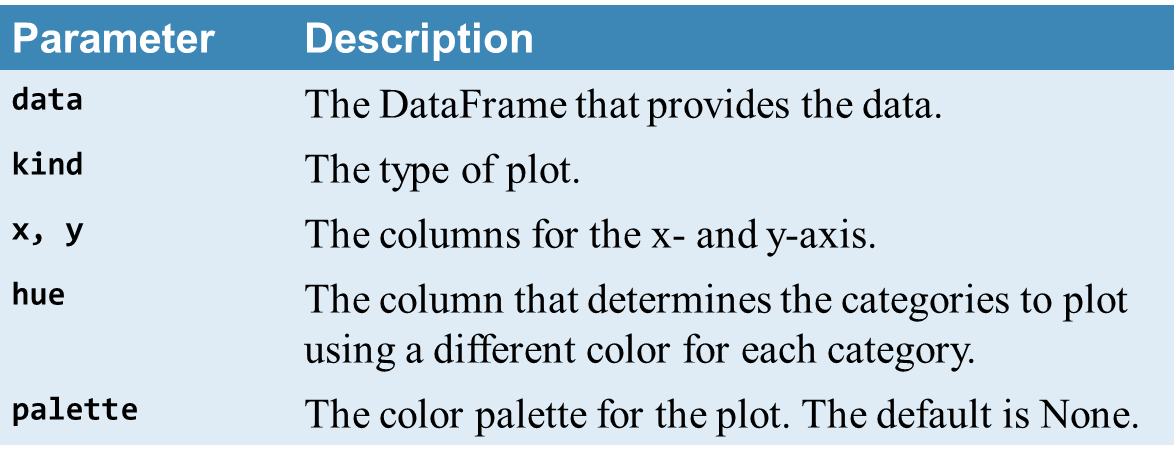 Parameter Description
data The DataFrame that provides the data.
kind The type of plot.
x, y The columns for the x- and y-axis.
hue The column that determines the categories to plot
using a different color for each category.
palette The color palette for the plot. The default is None.